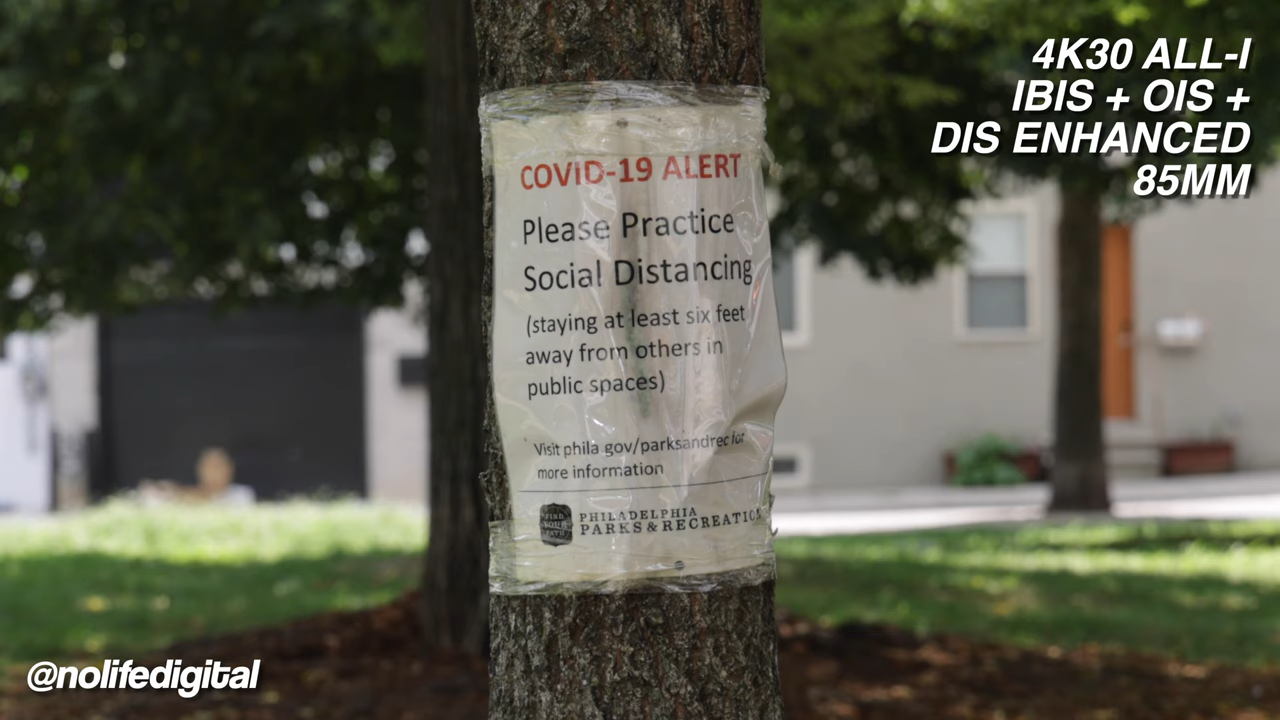 4K30 ALL-I
IBIS + OIS +
DIS ENHANCED
85MM
COVID-19 ALERT
Please Practice
Social Distancing
(staying at least six feet
away from others in
public spaces)
Visit phila.gov/parksandrec for
more information
PHILADELPHIA
PARKS & RECREATION
@nolifedigital